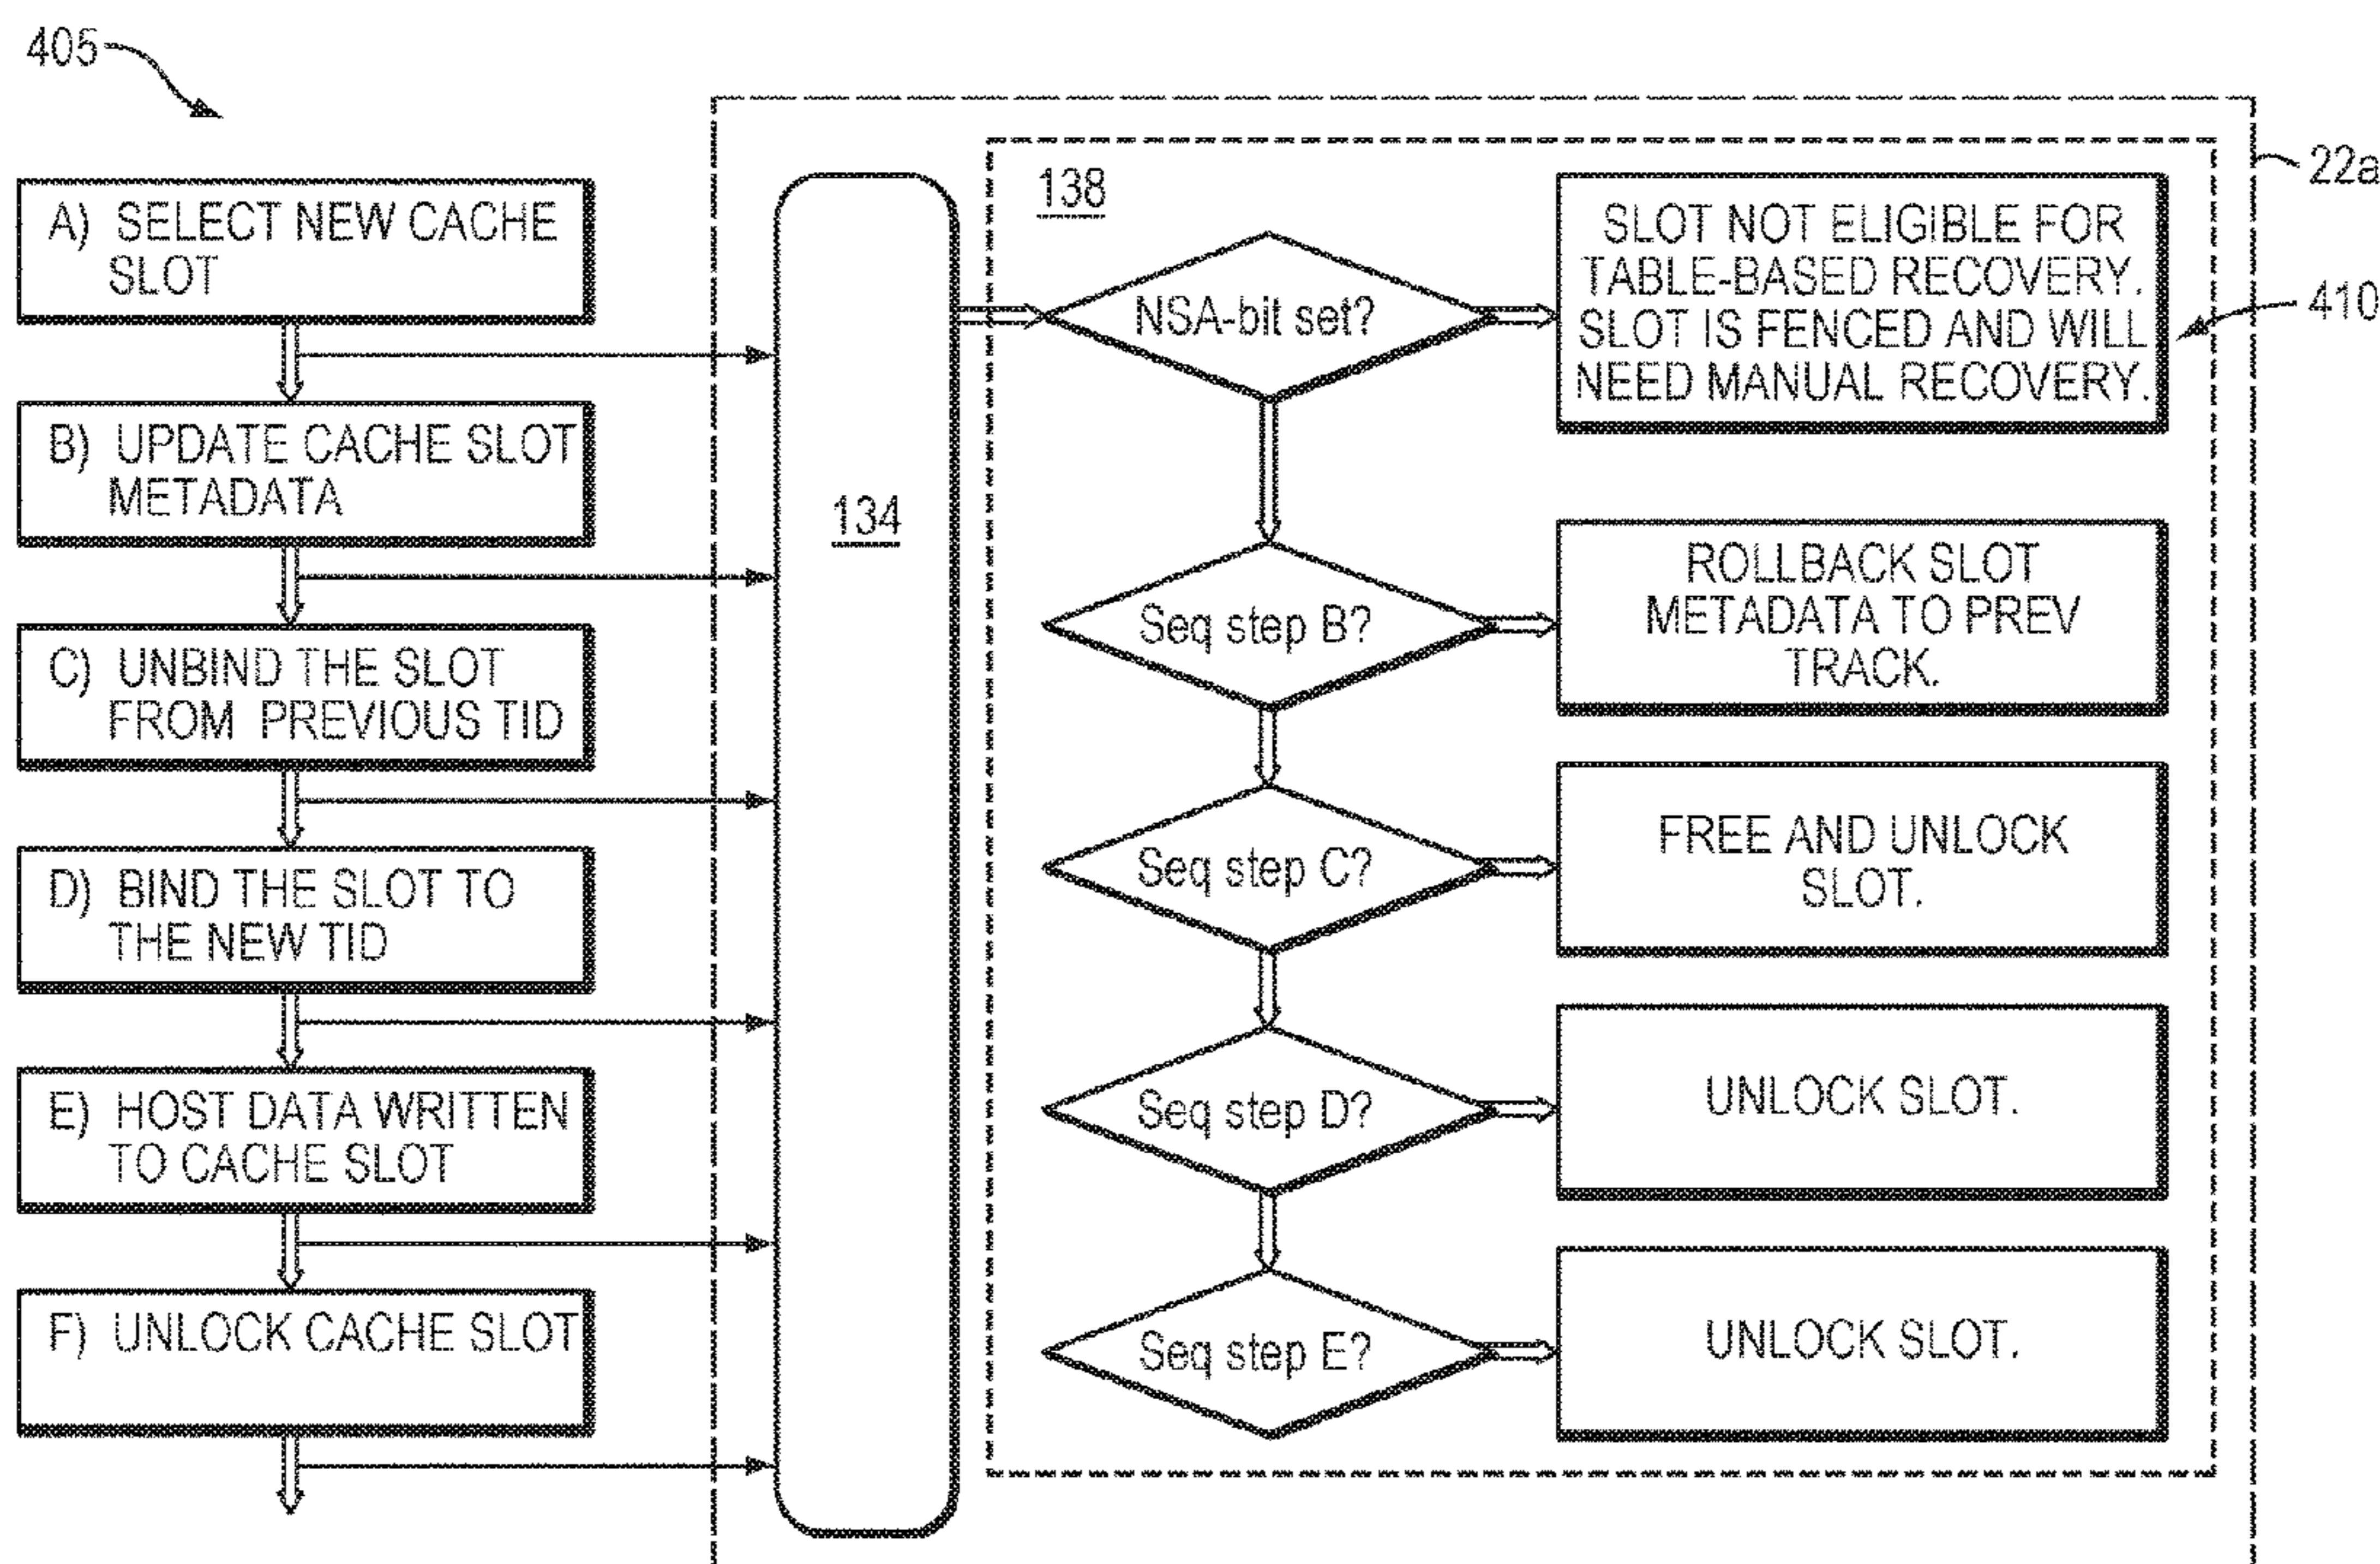 405
A) SELECT NEW CACHE
SLOT
B) UPDATE CACHE SLOT
METADATA
C) UNBIND THE SLOT
FROM PREVIOUS TID
D) BIND THE SLOT TO
THE NEW TID
E) HOST DATA WRITTEN
TO CACHE SLOT
F) UNLOCK CACHE SLOT
134
138
22a
410
NSA-bit set?
SLOT NOT ELIGIBLE FOR
TABLE-BASED RECOVERY.
SLOT IS FENCED AND WILL
NEED MANUAL RECOVERY.
Seq step B?
ROLLBACK SLOT
METADATA TO PREV
TRACK.
Seq step C?
FREE AND UNLOCK
SLOT.
Seq step D?
UNLOCK SLOT.
Seq step E?
UNLOCK SLOT.